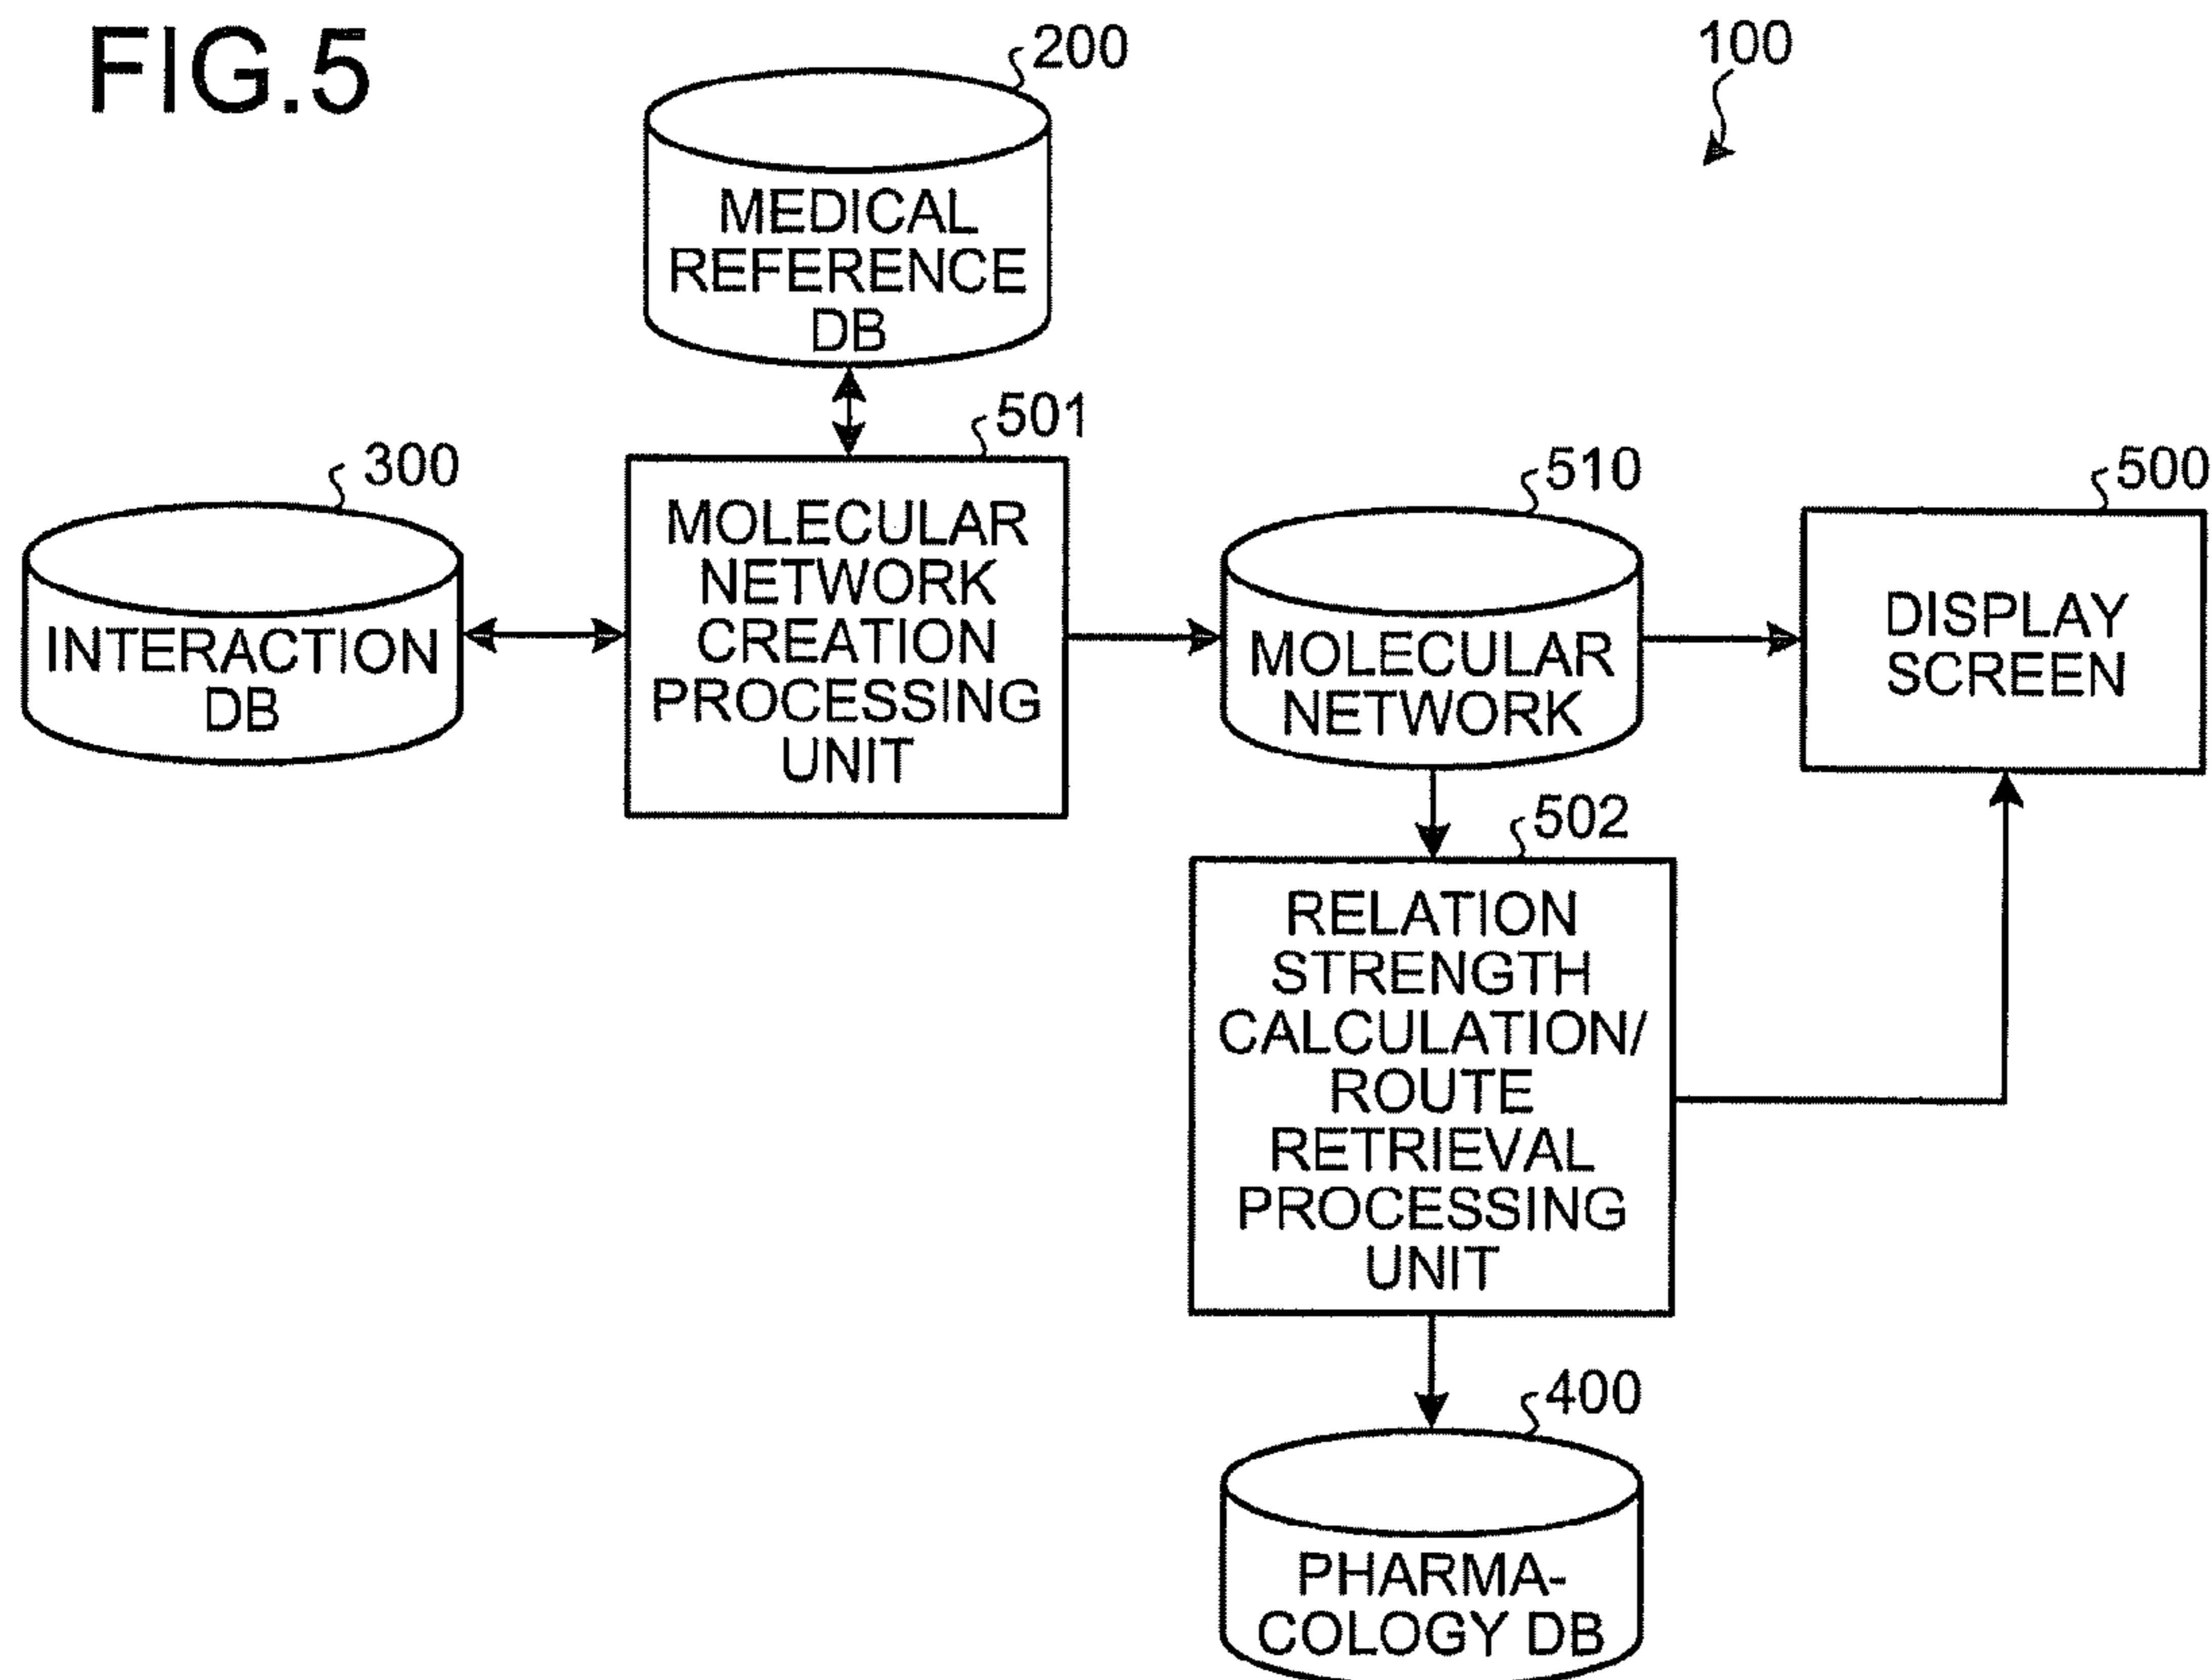 FIG.5
100
200
MEDICAL
REFERENCE
DB
300
INTERACTION
DB
501
MOLECULAR
NETWORK
CREATION
PROCESSING
UNIT
510
MOLECULAR
NETWORK
500
DISPLAY
SCREEN
502
RELATION
STRENGTH
CALCULATION/
ROUTE
RETRIEVAL
PROCESSING
UNIT
400
PHARMA-
COLOGY DB